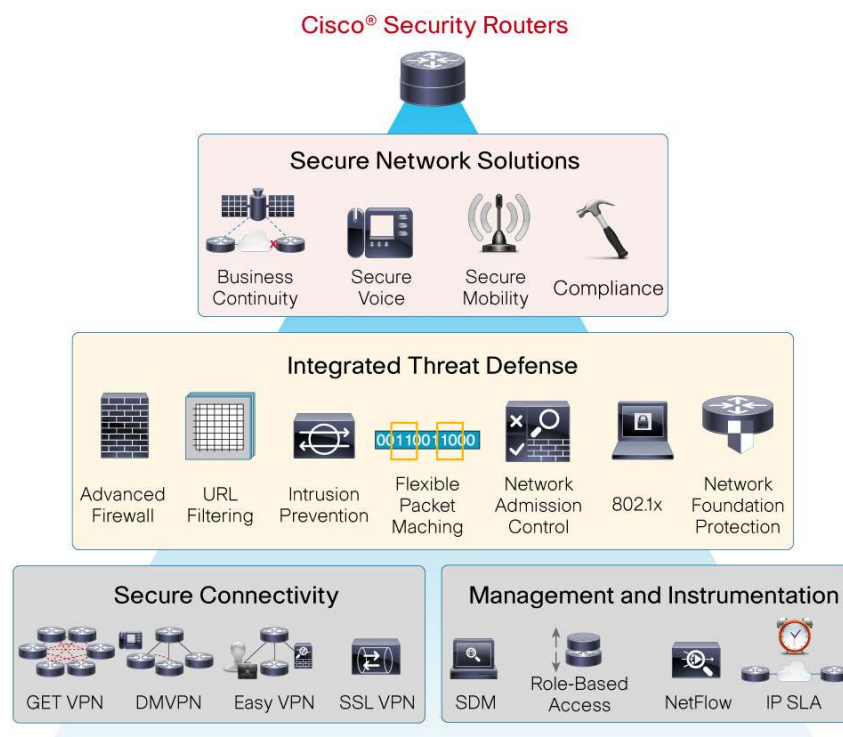 Cisco® Security Routers
Secure Network Solutions
Business
Continuity
Secure
Voice
Secure
Mobility
Compliance
Integrated Threat Defense
001100110000
Advanced
Firewall
URL
Filtering
Intrusion
Prevention
Flexible
Packet
Maching
Network
Admission
Control
802.1x
Network
Foundation
Protection
Secure Connectivity
GET VPN
DMVPN
Easy VPN
SSL VPN
Management and Instrumentation
SDM
Role-Based
Access
NetFlow
IP SLA